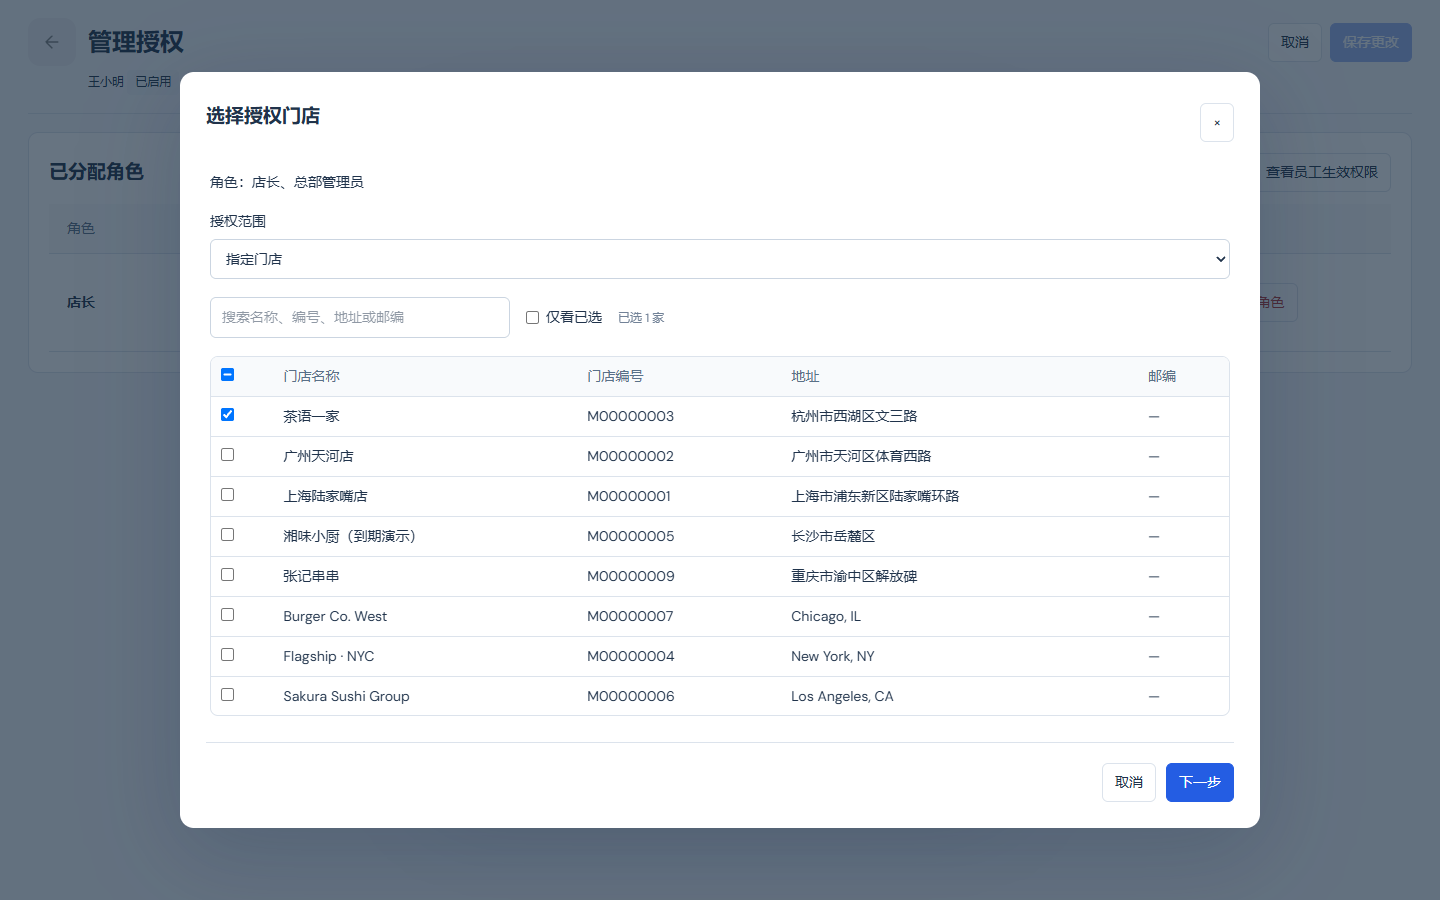 管理授权
取消
保存更改
王小明 已启用
选择授权门店
×
已分配角色
查看员工生效权限
角色：店长、总部管理员
授权范围
角色
指定门店
店长
角色
搜索名称、编号、地址或邮编
仅看已选
已选 1 家
门店名称 门店编号 地址 邮编
茶语一家 M00000003 杭州市西湖区文三路 —
广州天河店 M00000002 广州市天河区体育西路 —
上海陆家嘴店 M00000001 上海市浦东新区陆家嘴环路 —
湘味小厨（到期演示） M00000005 长沙市岳麓区 —
张记串串 M00000009 重庆市渝中区解放碑 —
Burger Co. West M00000007 Chicago, IL —
Flagship · NYC M00000004 New York, NY —
Sakura Sushi Group M00000006 Los Angeles, CA —
取消
下一步